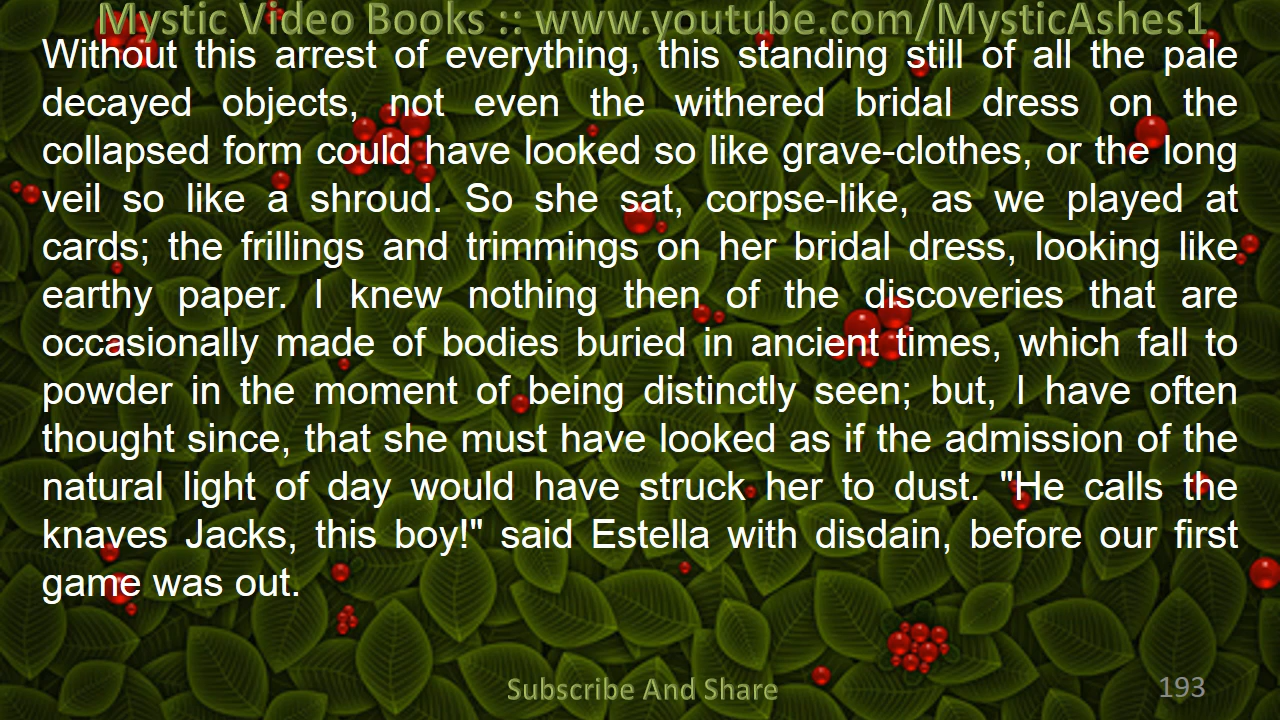 Mystic Video Books :: www.youtube.com/MysticAshes1
Without this arrest of everything, this standing still of all the pale
decayed objects, not even the withered bridal dress on the
collapsed form could have looked so like grave-clothes, or the long
veil so like a shroud. So she sat, corpse-like, as we played at
cards; the frillings and trimmings on her bridal dress, looking like
earthy paper. I knew nothing then of the discoveries that are
occasionally made of bodies buried in ancient times, which fall to
powder in the moment of being distinctly seen; but, I have often
thought since, that she must have looked as if the admission of the
natural light of day would have struck her to dust. "He calls the
knaves Jacks, this boy!" said Estella with disdain, before our first
game was out.
Subscribe And Share
193